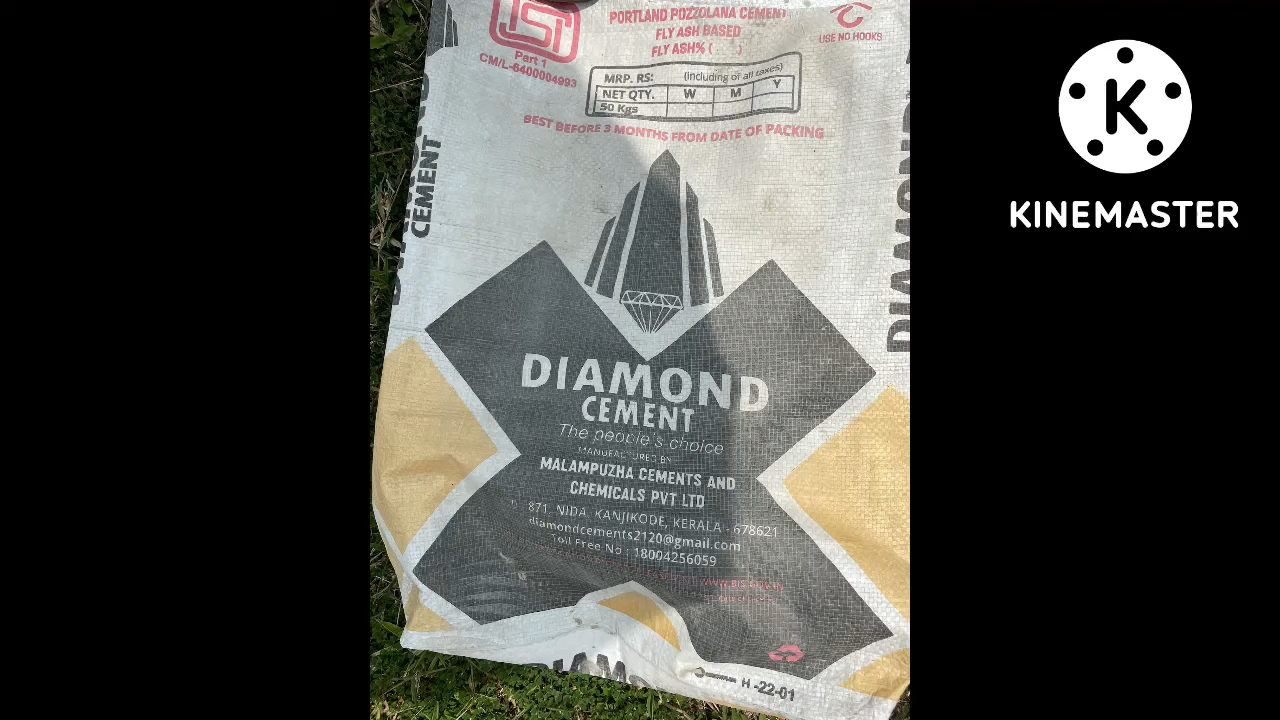 PORTLAND POZZOLANA CEMENT
FLY ASH BASED
FLY ASH% ( )
USE NO HOOKS
Part 1
CM/L-6400004993
MRP. RS: (including of all taxes)
NET QTY. W M Y
50 Kgs
BEST BEFORE 3 MONTHS FROM DATE OF PACKING
CEMENT
DIAMOND
DIAMOND
CEMENT
The people's choice
MANUFACTURED BY
MALAMPUZHA CEMENTS AND
CHEMICALS PVT LTD
871, NIDA, KANJIKODE, KERALA - 678621
diamondcements2120@gmail.com
Toll Free No : 18004256059
H -22-01
K
KINEMASTER